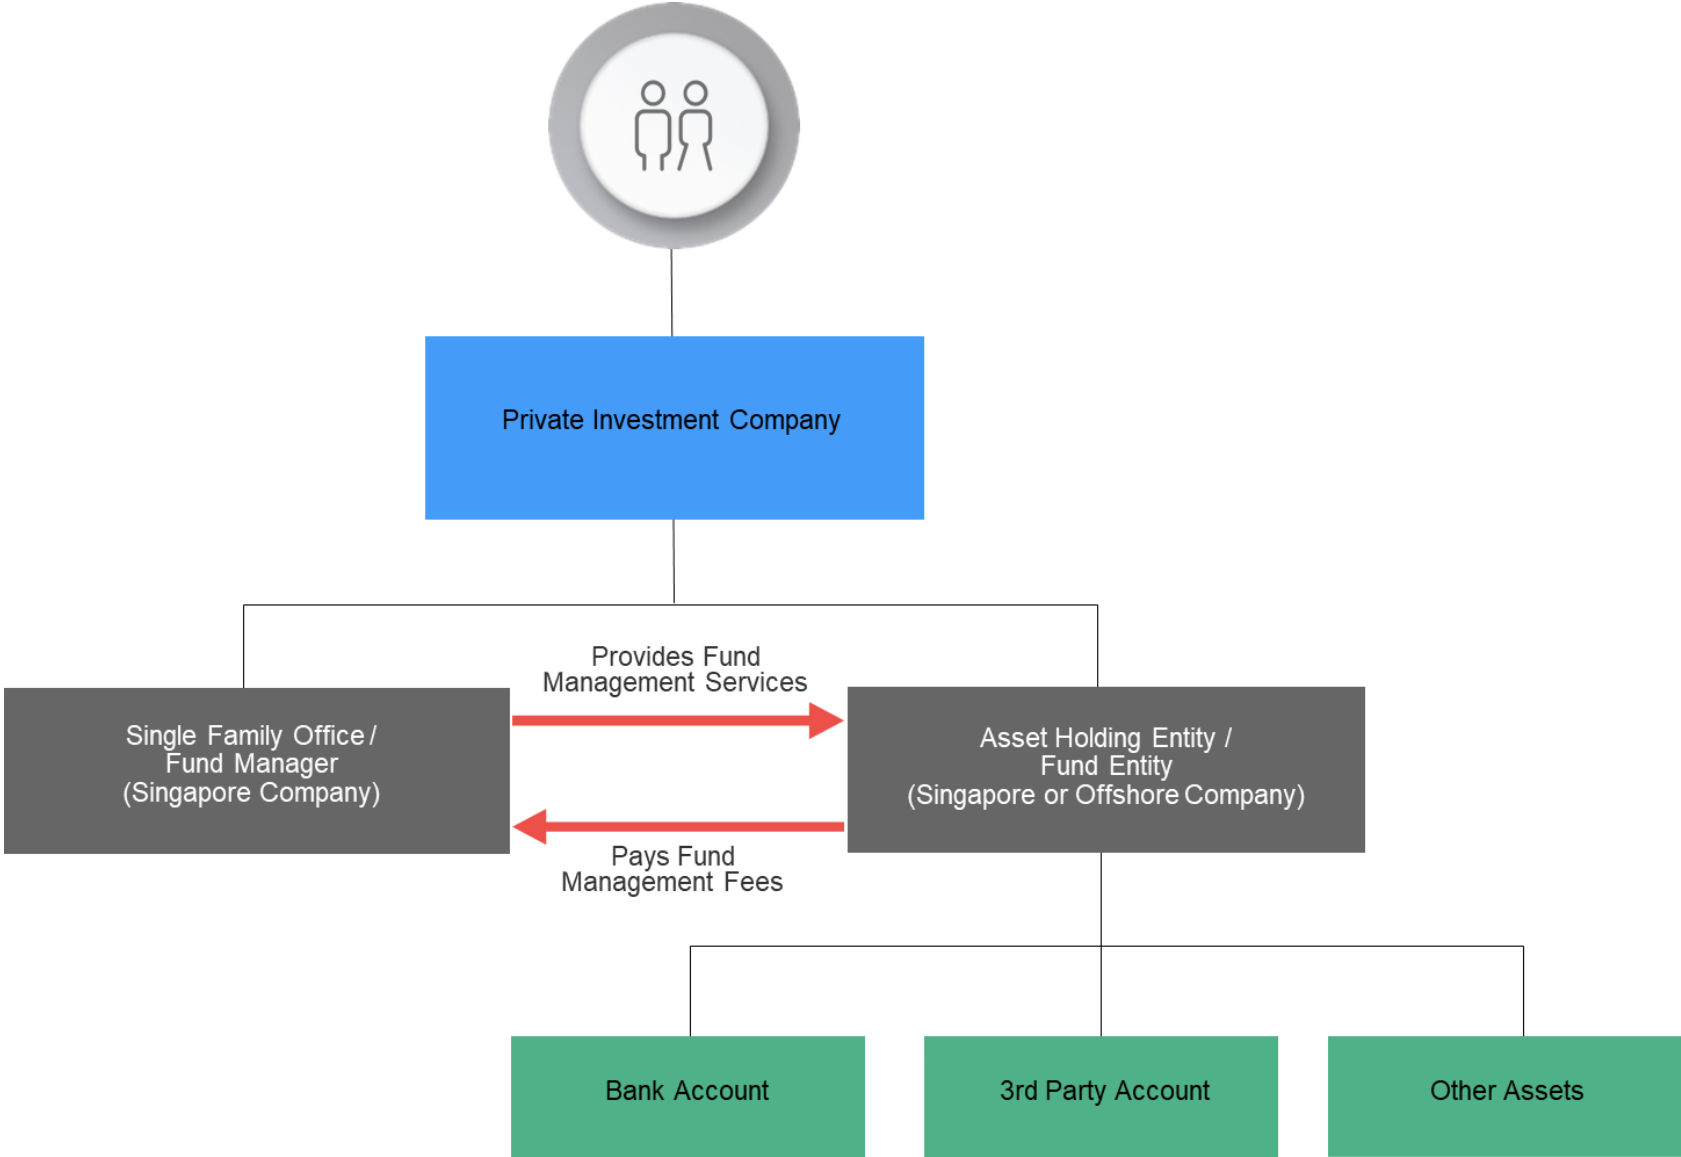 Private Investment Company
Provides Fund
Management Services
Single Family Office /
Fund Manager
(Singapore Company)
Asset Holding Entity /
Fund Entity
(Singapore or Offshore Company)
Pays Fund
Management Fees
Bank Account
3rd Party Account
Other Assets